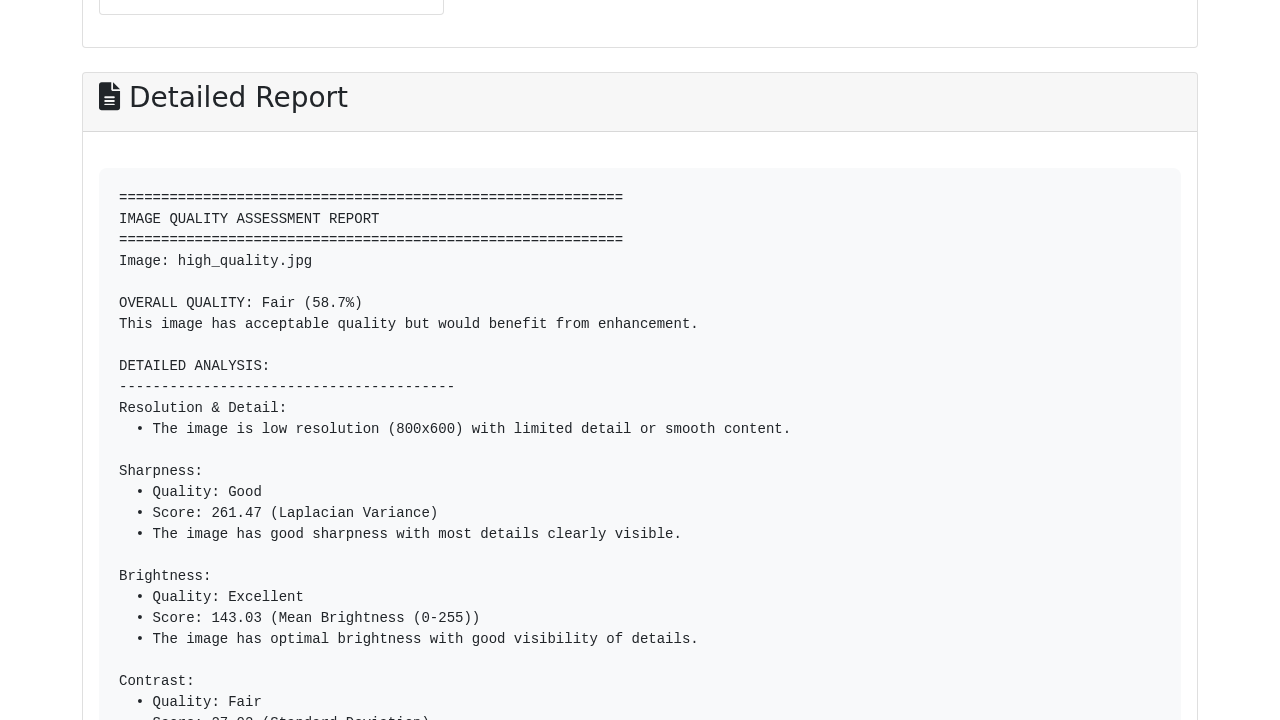 Detailed Report
============================================================
IMAGE QUALITY ASSESSMENT REPORT
============================================================
Image: high_quality.jpg
OVERALL QUALITY: Fair (58.7%)
This image has acceptable quality but would benefit from enhancement.
DETAILED ANALYSIS:
----------------------------------------
Resolution & Detail:
• The image is low resolution (800x600) with limited detail or smooth content.
Sharpness:
• Quality: Good
• Score: 261.47 (Laplacian Variance)
• The image has good sharpness with most details clearly visible.
Brightness:
• Quality: Excellent
• Score: 143.03 (Mean Brightness (0-255))
• The image has optimal brightness with good visibility of details.
Contrast:
• Quality: Fair